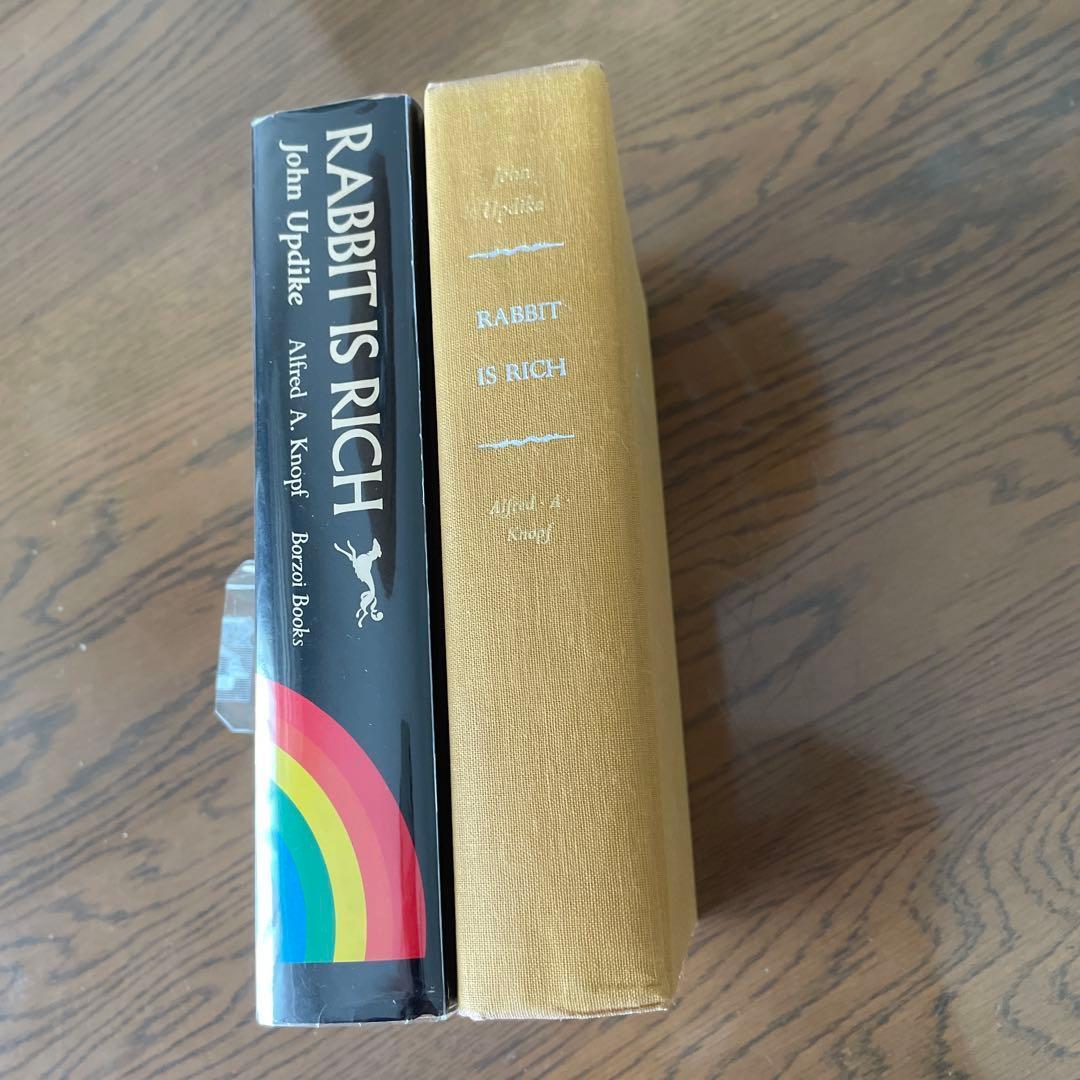 RABBIT IS RICH
John Updike Alfred A. Knopf Borzoi Books
John
Updike
RABBIT
IS RICH
Alfred · A
Knopf